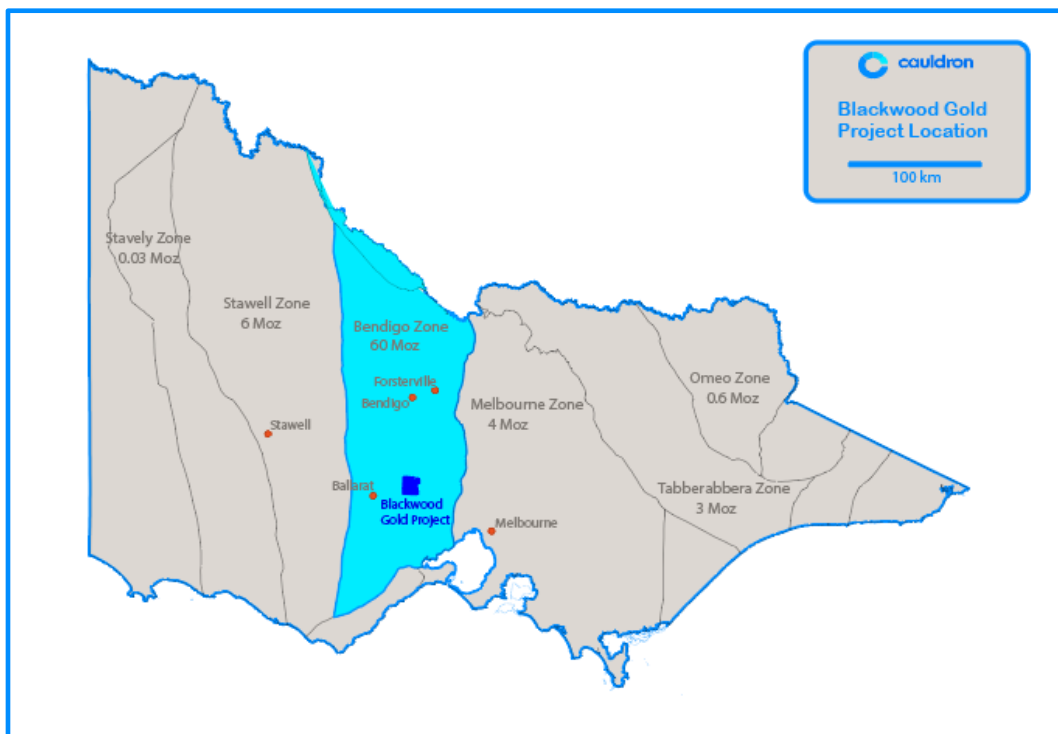 cauldron
Blackwood Gold
Project Location
100 km
Stavely Zone
0.03 Moz
Stawell Zone
6 Moz
Bendigo Zone
60 Moz
Forsterville
Bendigo
Omeo Zone
0.6 Moz
Melbourne Zone
4 Moz
Stawell
Ballarat
Blackwood
Gold Project
Tabberabbera Zone
3 Moz
Melbourne